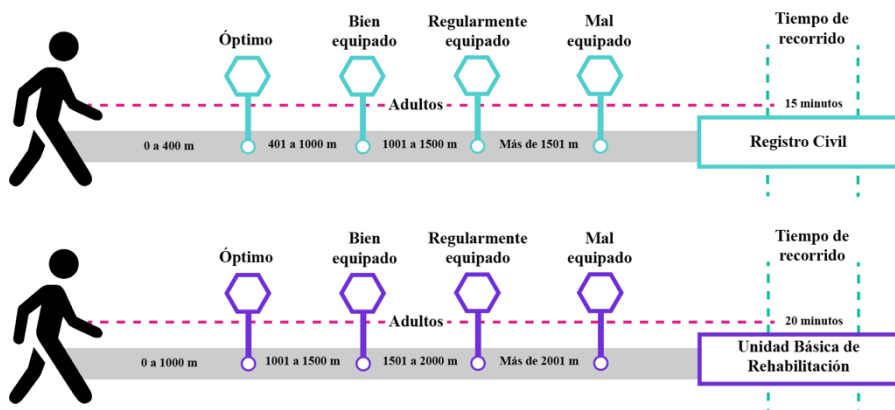 Óptimo
Bien
equipado
Regularmente
equipado
Mal
equipado
Tiempo de
recorrido
Adultos
15 minutos
0 a 400 m
401 a 1000 m
1001 a 1500 m
Más de 1501 m
Registro Civil
Óptimo
Bien
equipado
Regularmente
equipado
Mal
equipado
Tiempo de
recorrido
Adultos
20 minutos
0 a 1000 m
1001 a 1500 m
1501 a 2000 m
Más de 2001 m
Unidad Básica de
Rehabilitación